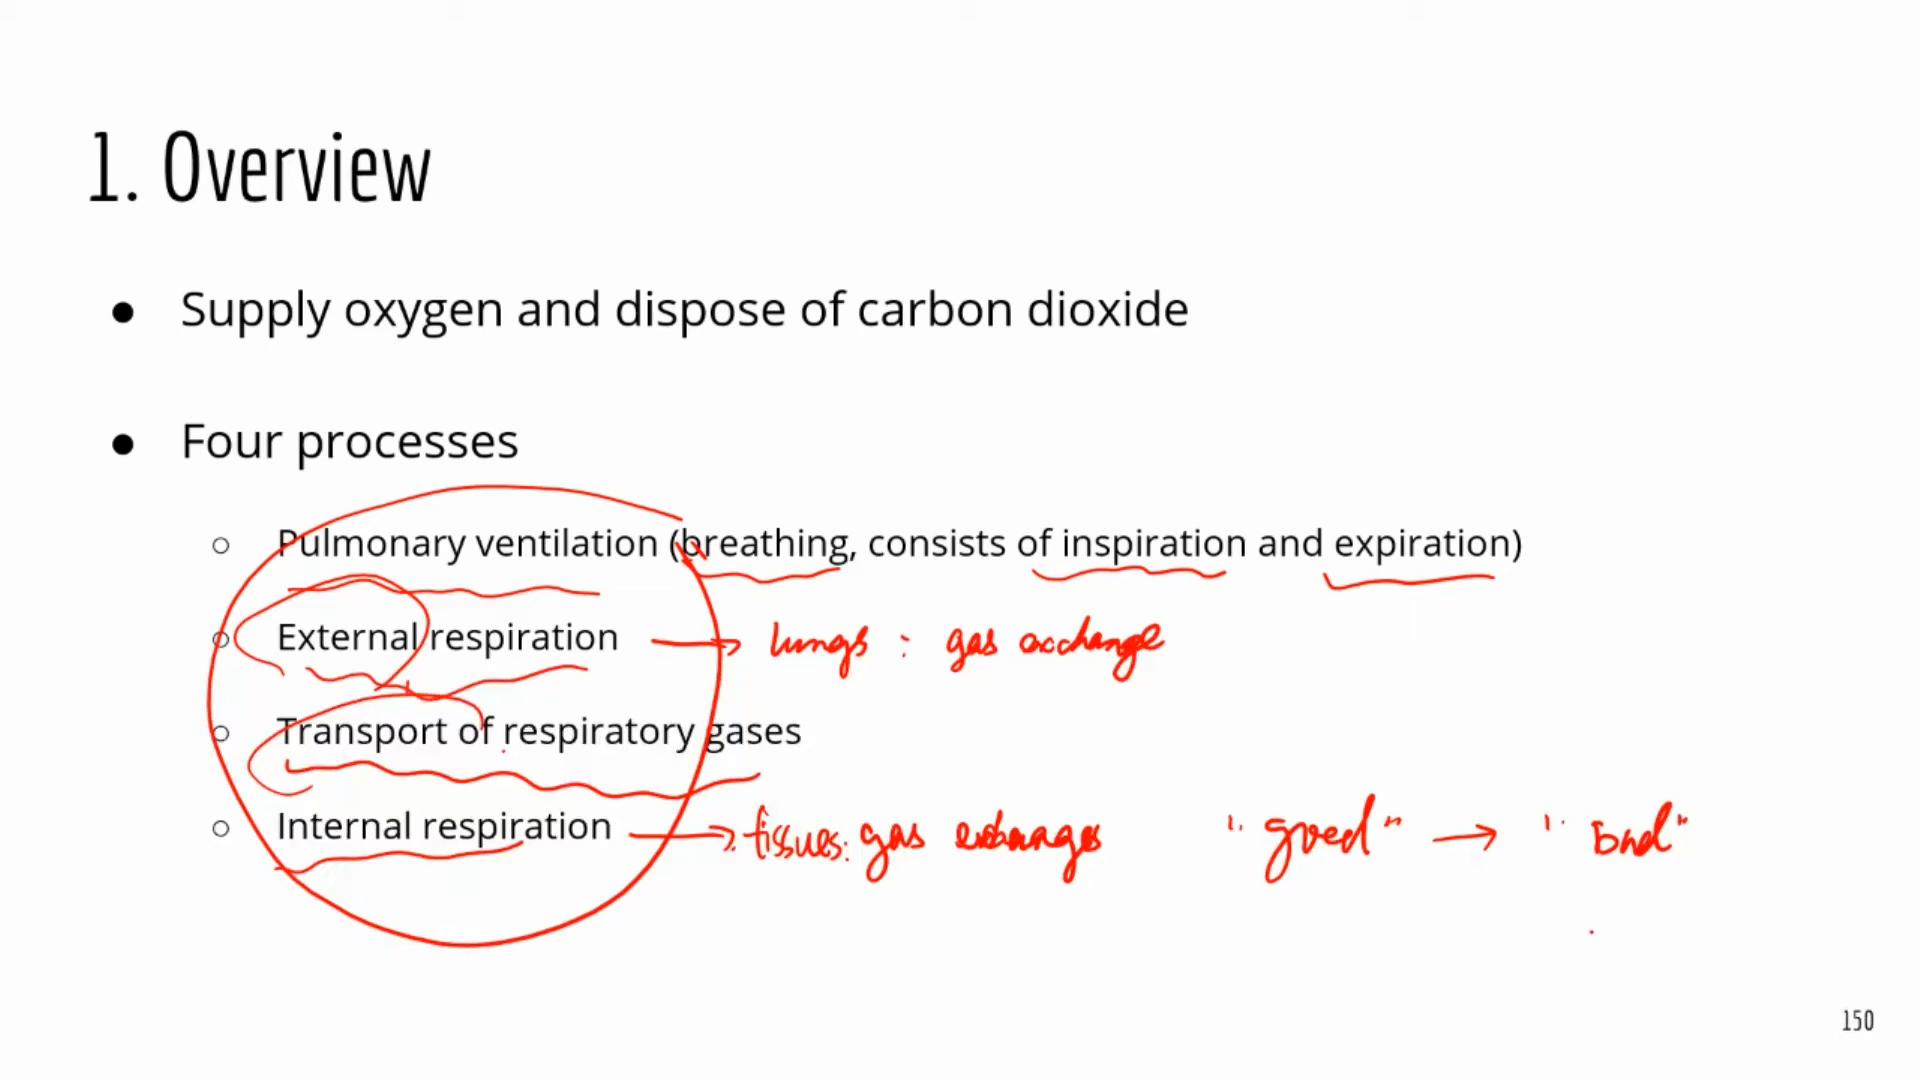 1. Overview
● Supply oxygen and dispose of carbon dioxide
● Four processes
○ Pulmonary ventilation (breathing, consists of inspiration and expiration)
○ External respiration → lungs : gas exchange
○ Transport of respiratory gases
○ Internal respiration → tissues: gas exchange "good" → "bad"
150